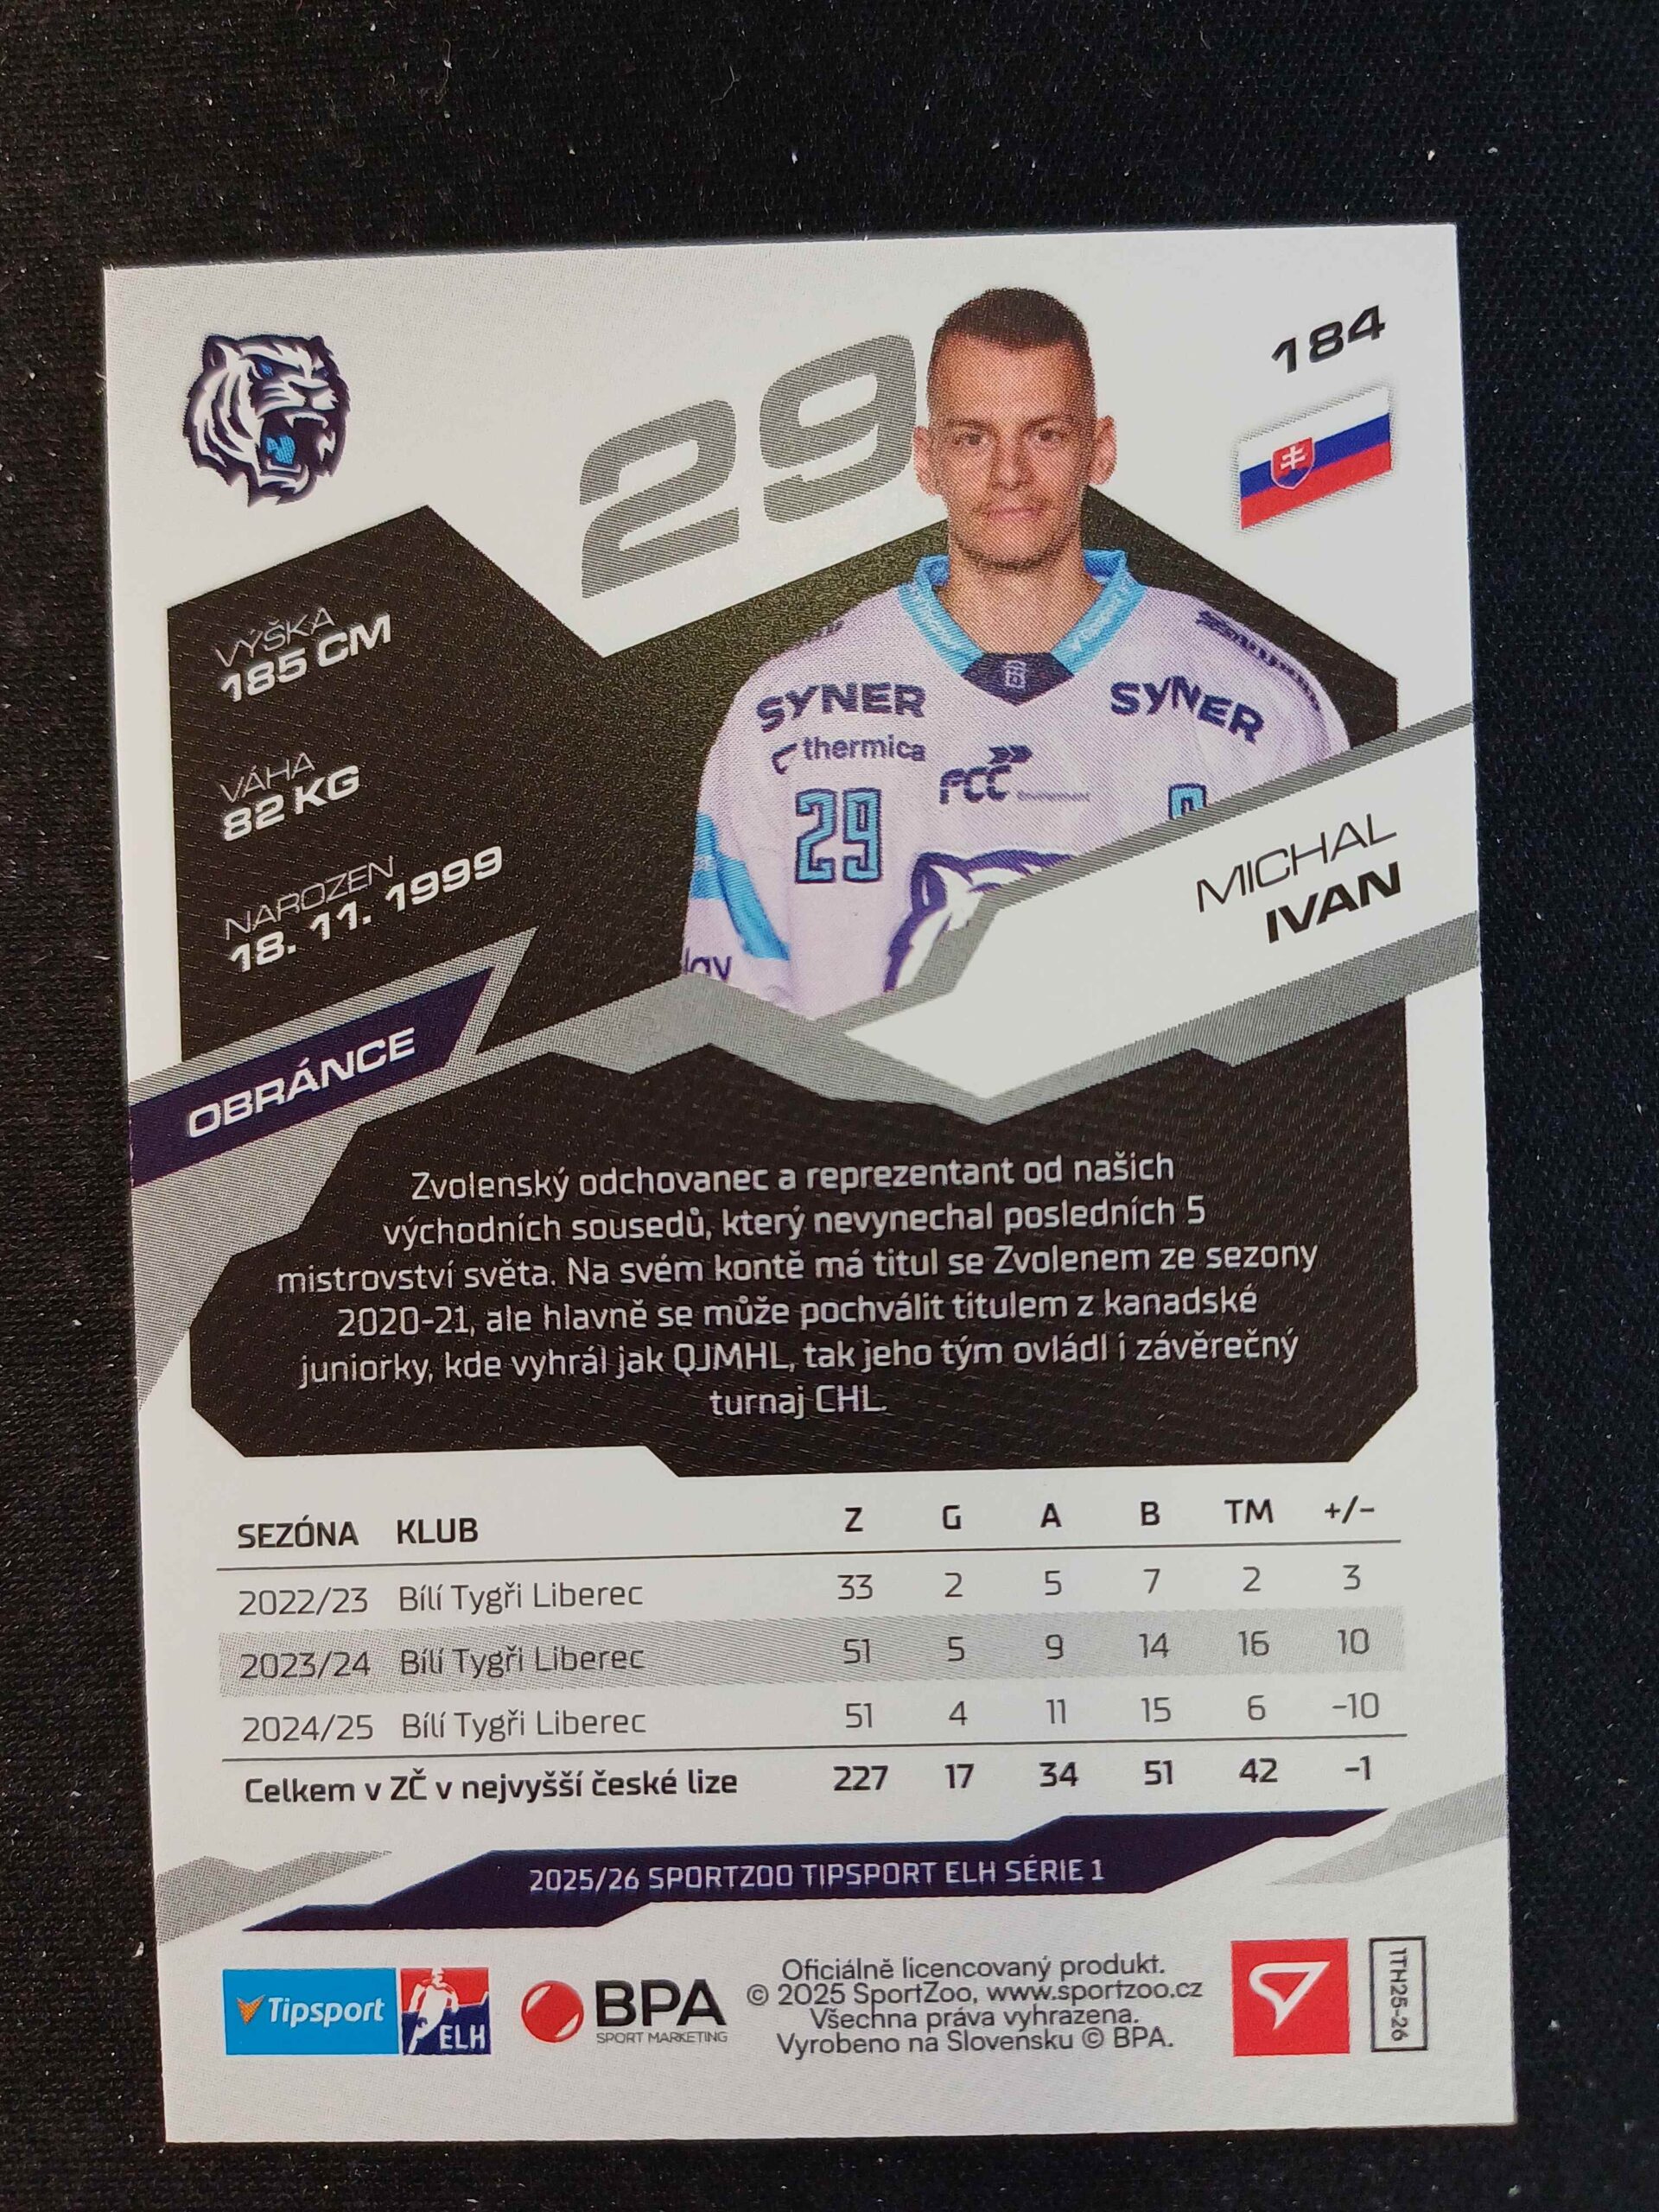 29
184
VÝŠKA
185 CM
VÁHA
82 KG
NAROZEN
18. 11. 1999
SYNER
SYNER
thermica
FCC
29
MICHAL
IVAN
OBRÁNCE
Zvolenský odchovanec a reprezentant od našich
východních sousedů, který nevynechal posledních 5
mistrovství světa. Na svém kontě má titul se Zvolenem ze sezony
2020-21, ale hlavně se může pochválit titulem z kanadské
juniorky, kde vyhrál jak QJMHL, tak jeho tým ovládl i závěrečný
turnaj CHL.
SEZÓNA KLUB Z G A B TM +/-
2022/23 Bílí Tygři Liberec 33 2 5 7 2 3
2023/24 Bílí Tygři Liberec 51 5 9 14 16 10
2024/25 Bílí Tygři Liberec 51 4 11 15 6 -10
Celkem v ZČ v nejvyšší české lize 227 17 34 51 42 -1
2025/26 SPORTZOO TIPSPORT ELH SÉRIE 1
Tipsport ELH
BPA
SPORT MARKETING
Oficiálně licencovaný produkt.
© 2025 SportZoo, www.sportzoo.cz
Všechna práva vyhrazena.
Vyrobeno na Slovensku © BPA.
1TH25-26